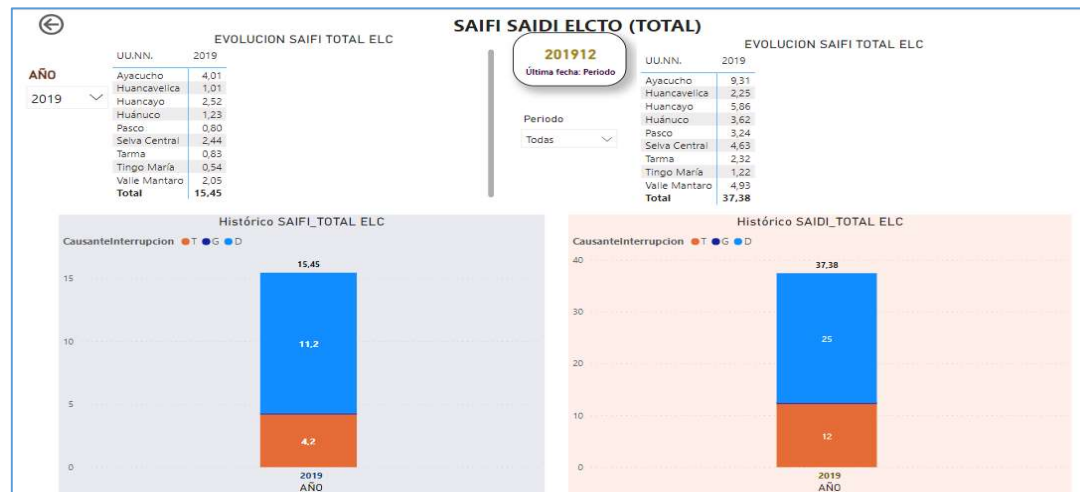 SAIFI SAIDI ELCTO (TOTAL)
EVOLUCION SAIFI TOTAL ELC
AÑO
2019
UU.NN. 2019
Ayacucho 4,01
Huancavelica 1,01
Huancayo 2,52
Huánuco 1,23
Pasco 0,80
Selva Central 2,44
Tarma 0,83
Tingo María 0,54
Valle Mantaro 2,05
Total 15,45
201912
Última fecha: Periodo
Periodo
Todas
EVOLUCION SAIFI TOTAL ELC
UU.NN. 2019
Ayacucho 9,31
Huancavelica 2,25
Huancayo 5,86
Huánuco 3,62
Pasco 3,24
Selva Central 4,63
Tarma 2,32
Tingo María 1,22
Valle Mantaro 4,93
Total 37,38
Histórico SAIFI_TOTAL ELC
CausanteInterrupcion T G D
15,45
15
10
11,2
5
4,2
0
2019
AÑO
Histórico SAIDI_TOTAL ELC
CausanteInterrupcion T G D
40
37,38
30
25
20
10
12
0
2019
AÑO